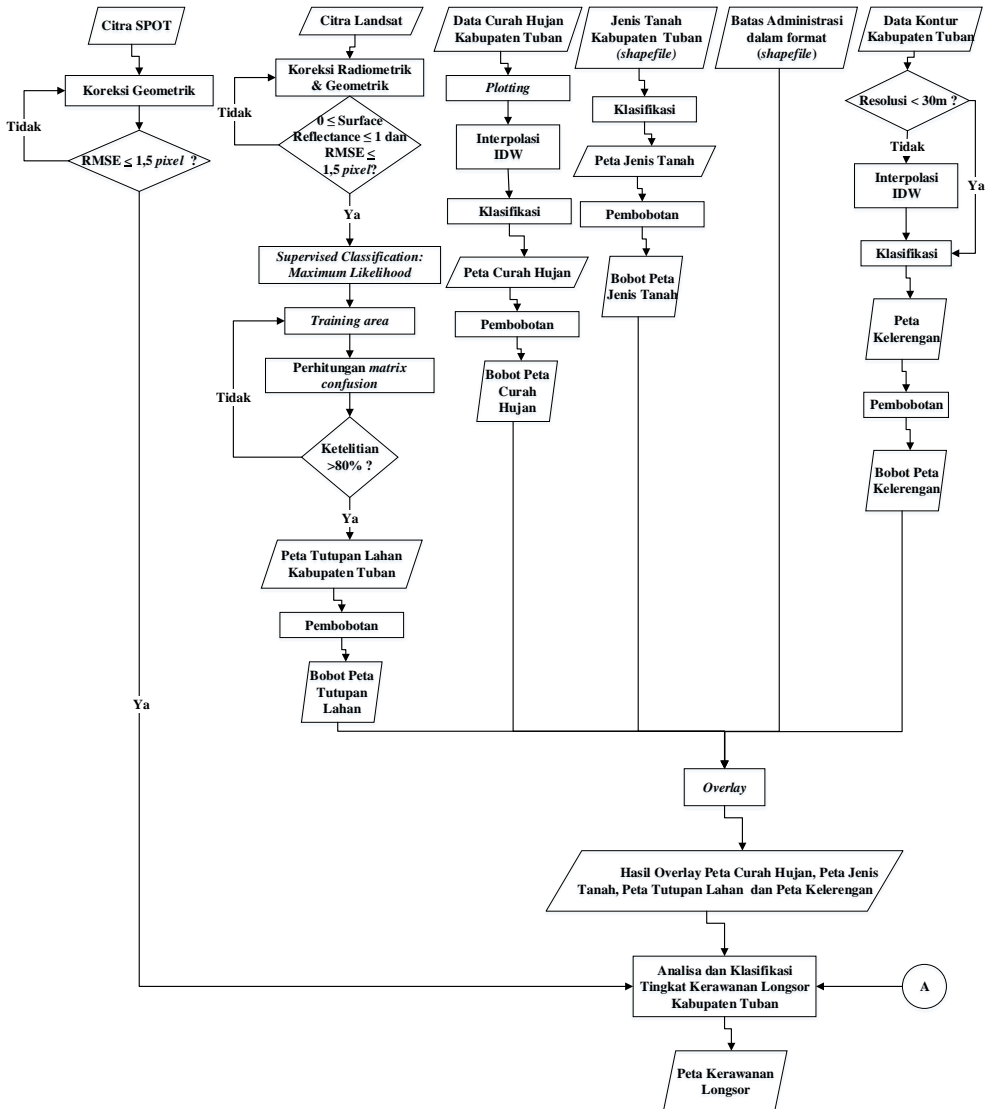 Citra SPOT
Koreksi Geometrik
Tidak
RMSE ≤ 1,5 pixel ?
Ya
Citra Landsat
Koreksi Radiometrik
& Geometrik
Tidak
0 ≤ Surface
Reflectance ≤ 1 dan
RMSE ≤
1,5 pixel?
Ya
Supervised Classification:
Maximum Likelihood
Training area
Perhitungan matrix
confusion
Tidak
Ketelitian
>80% ?
Ya
Peta Tutupan Lahan
Kabupaten Tuban
Pembobotan
Bobot Peta
Tutupan
Lahan
Data Curah Hujan
Kabupaten Tuban
Plotting
Interpolasi
IDW
Klasifikasi
Peta Curah Hujan
Pembobotan
Bobot Peta
Curah
Hujan
Jenis Tanah
Kabupaten Tuban
(shapefile)
Klasifikasi
Peta Jenis Tanah
Pembobotan
Bobot Peta
Jenis Tanah
Batas Administrasi
dalam format
(shapefile)
Data Kontur
Kabupaten Tuban
Resolusi < 30m ?
Tidak
Ya
Interpolasi
IDW
Klasifikasi
Peta
Kelerengan
Pembobotan
Bobot Peta
Kelerengan
Overlay
Hasil Overlay Peta Curah Hujan, Peta Jenis
Tanah, Peta Tutupan Lahan dan Peta Kelerengan
Analisa dan Klasifikasi
Tingkat Kerawanan Longsor
Kabupaten Tuban
A
Peta Kerawanan
Longsor